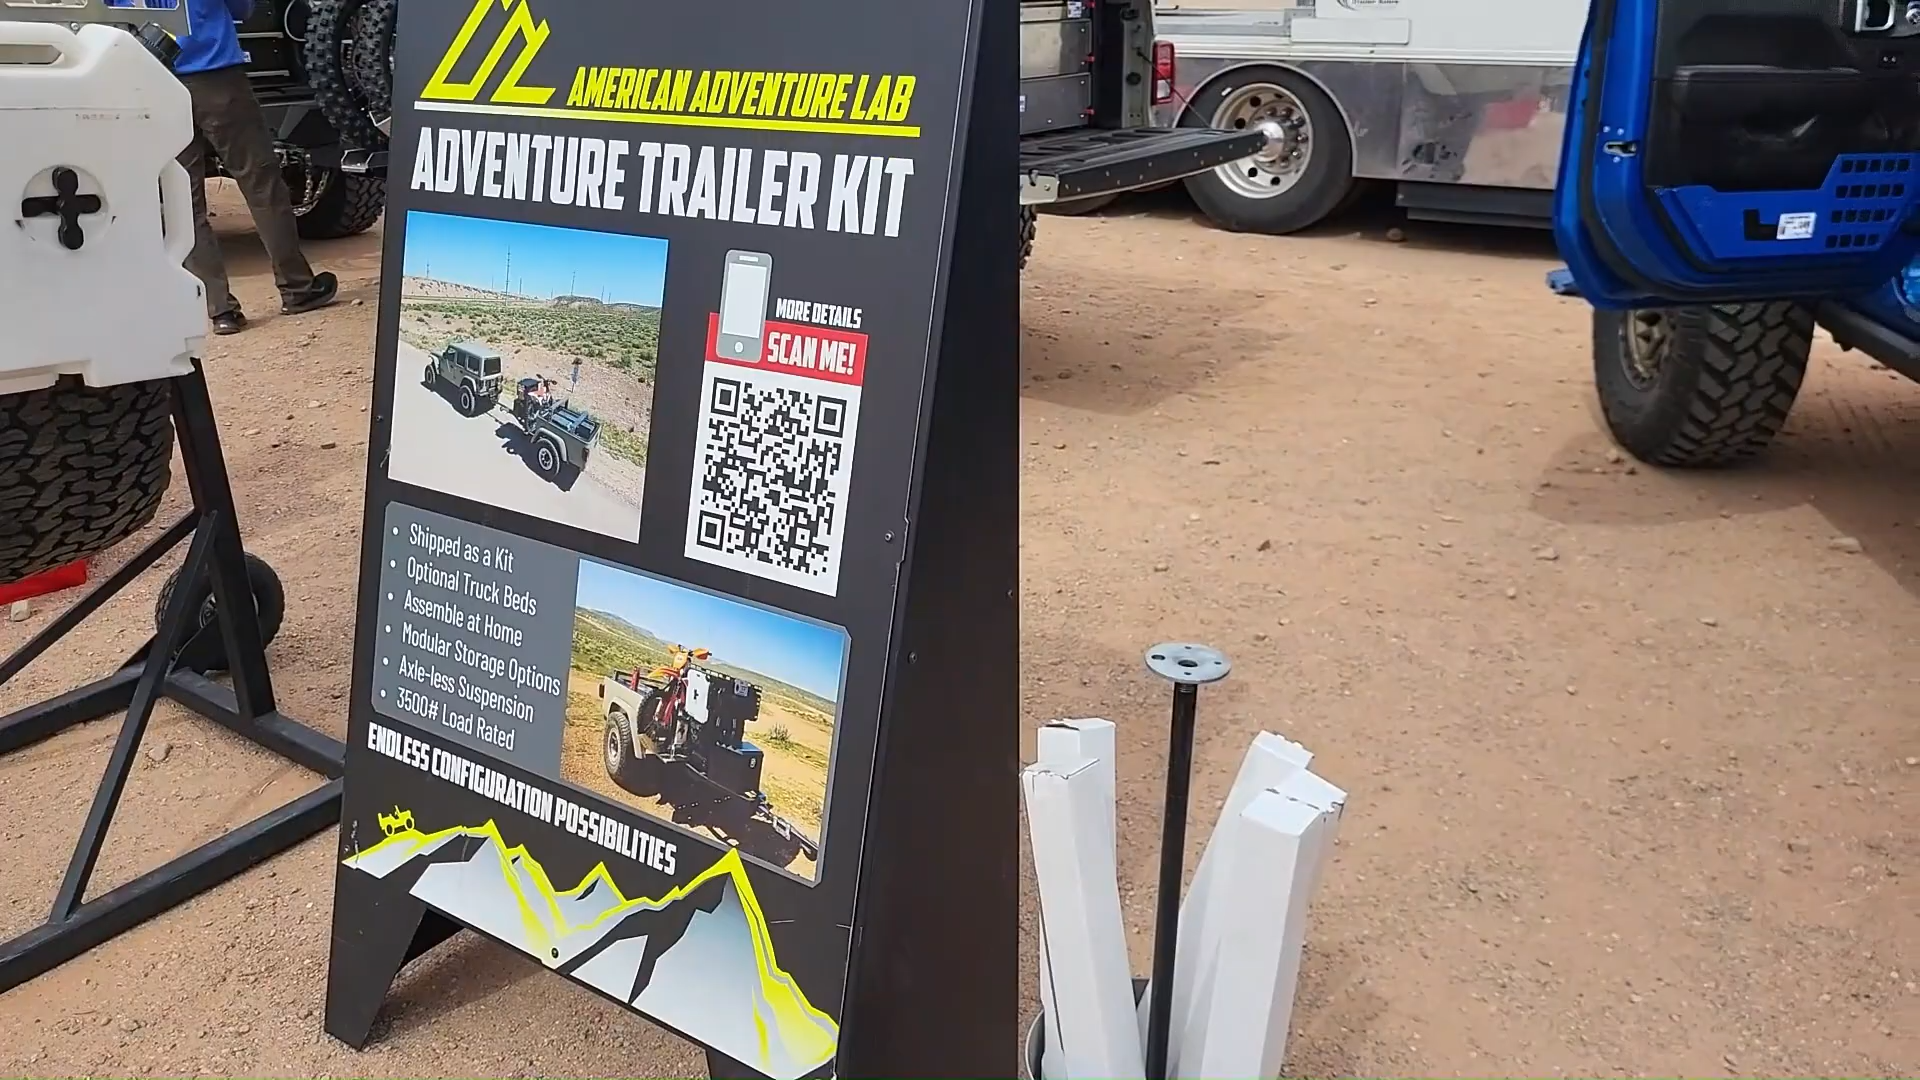 AMERICAN ADVENTURE LAB
ADVENTURE TRAILER KIT
MORE DETAILS
SCAN ME!
• Shipped as a Kit
• Optional Truck Beds
• Assemble at Home
• Modular Storage Options
• Axle-less Suspension
• 3500# Load Rated
ENDLESS CONFIGURATION POSSIBILITIES